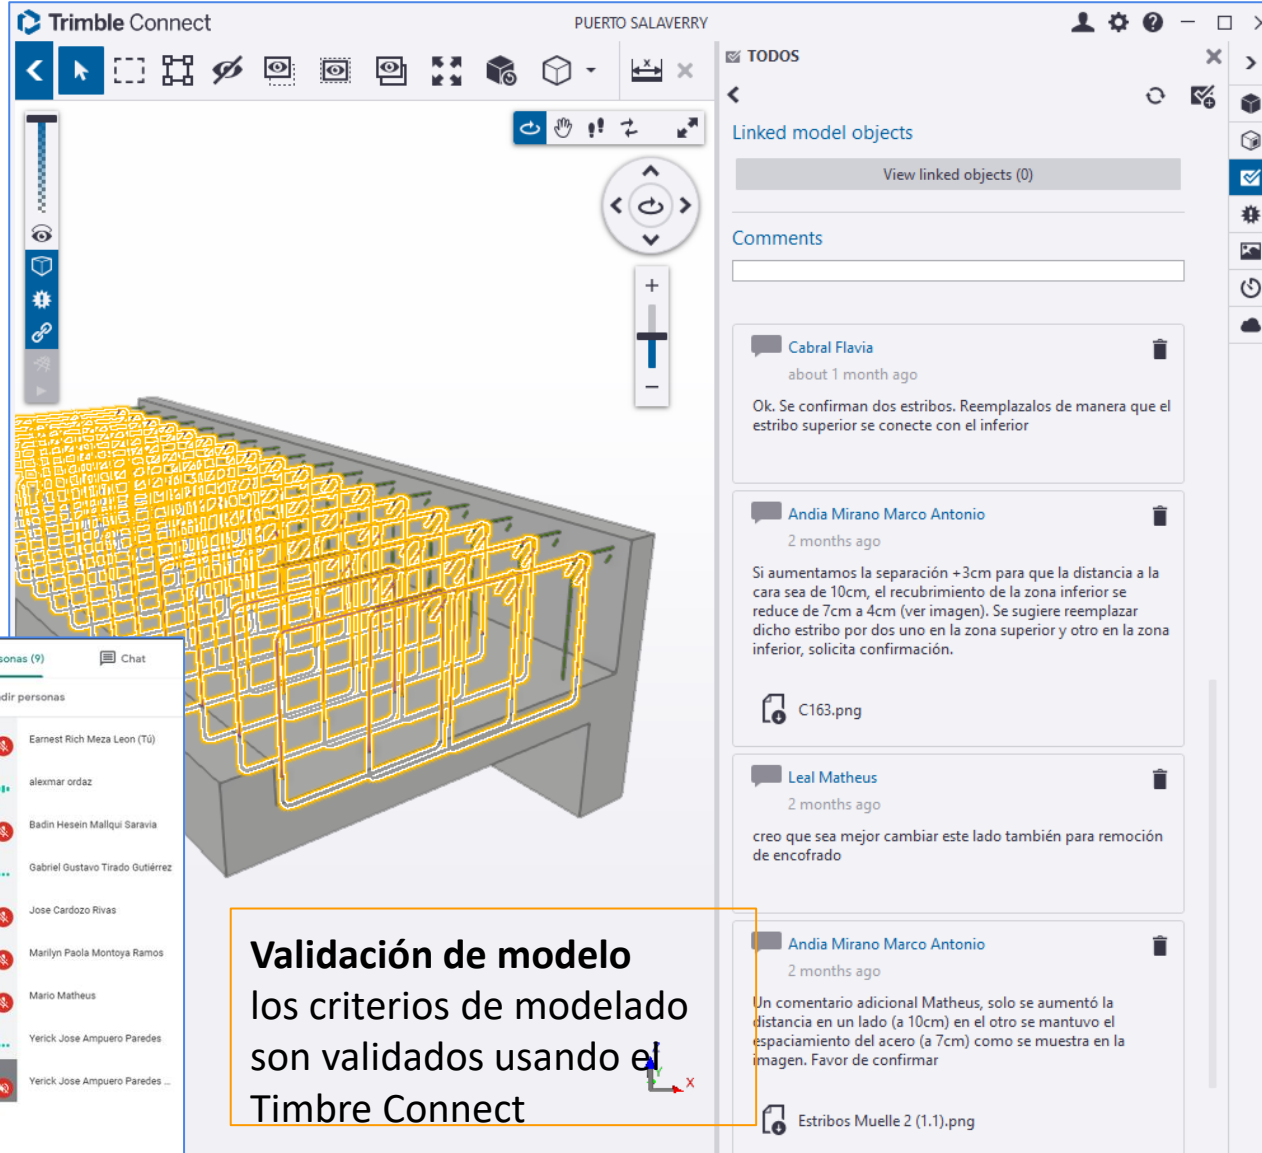 Trimble Connect
PUERTO SALAVERRY
TODOS
Linked model objects
View linked objects (0)
Comments
Cabral Flavia
about 1 month ago
Ok. Se confirman dos estribos. Reemplazalos de manera que el
estribo superior se conecte con el inferior
Andia Mirano Marco Antonio
2 months ago
Si aumentamos la separación +3cm para que la distancia a la
cara sea de 10cm, el recubrimiento de la zona inferior se
reduce de 7cm a 4cm (ver imagen). Se sugiere reemplazar
dicho estribo por dos uno en la zona superior y otro en la zona
inferior, solicita confirmación.
C163.png
Leal Matheus
2 months ago
creo que sea mejor cambiar este lado también para remoción
de encofrado
Andia Mirano Marco Antonio
2 months ago
Un comentario adicional Matheus, solo se aumentó la
distancia en un lado (a 10cm) en el otro se mantuvo el
espaciamiento del acero (a 7cm) como se muestra en la
imagen. Favor de confirmar
Estribos Muelle 2 (1.1).png
sonas (9)
Chat
dir personas
Earnest Rich Meza Leon (Tú)
alexmar ordaz
Badin Hesein Mallqui Saravia
Gabriel Gustavo Tirado Gutiérrez
Jose Cardozo Rivas
Marilyn Paola Montoya Ramos
Mario Matheus
Yerick Jose Ampuero Paredes
Yerick Jose Ampuero Paredes ...
Validación de modelo
los criterios de modelado
son validados usando el
Timbre Connect
X